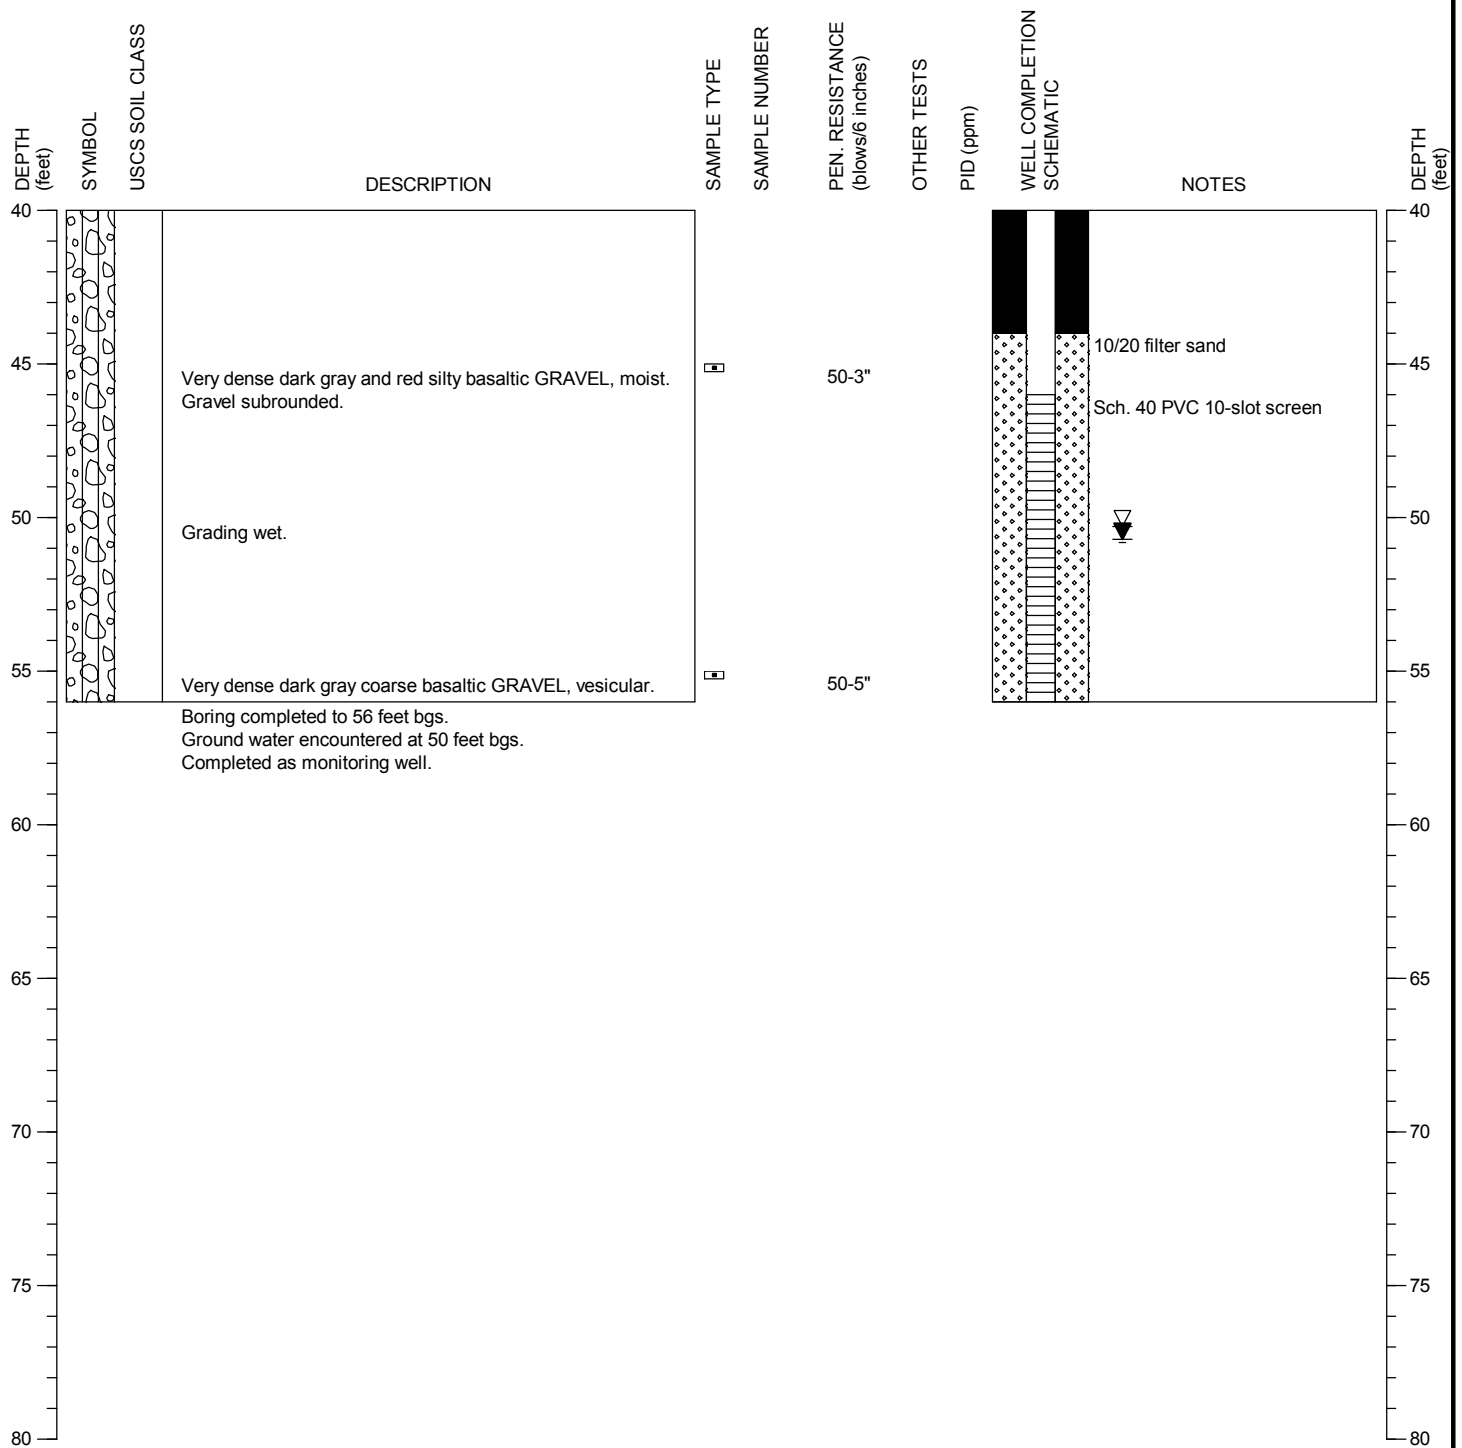 DEPTH
(feet)
SYMBOL
USCS SOIL CLASS
DESCRIPTION
SAMPLE TYPE
SAMPLE NUMBER
PEN. RESISTANCE
(blows/6 inches)
OTHER TESTS
PID (ppm)
WELL COMPLETION
SCHEMATIC
NOTES
DEPTH
(feet)
40
40
10/20 filter sand
45
45
Very dense dark gray and red silty basaltic GRAVEL, moist.
50-3"
Gravel subrounded.
Sch. 40 PVC 10-slot screen
50
50
Grading wet.
55
55
Very dense dark gray coarse basaltic GRAVEL, vesicular.
50-5"
Boring completed to 56 feet bgs.
Ground water encountered at 50 feet bgs.
Completed as monitoring well.
60
60
65
65
70
70
75
75
80
80